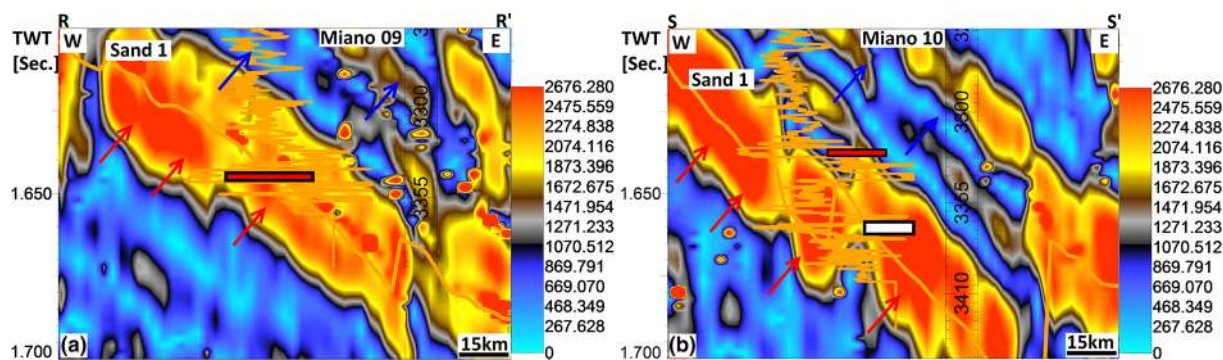 R
R'
TWT
[Sec.]
W
Sand 1
Miano 09
E
3300
3355
1.650
1.700
(a)
15km
2676.280
2475.559
2274.838
2074.116
1873.396
1672.675
1471.954
1271.233
1070.512
869.791
669.070
468.349
267.628
0
S
S'
TWT
[Sec.]
W
Sand 1
Miano 10
E
3300
3355
3410
1.650
1.700
(b)
15km
2676.280
2475.559
2274.838
2074.116
1873.396
1672.675
1471.954
1271.233
1070.512
869.791
669.070
468.349
267.628
0